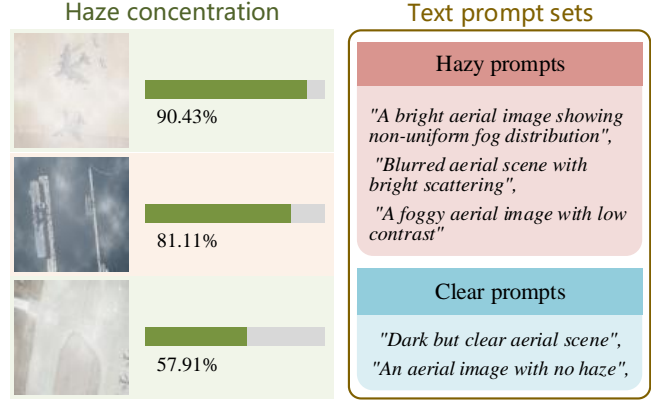 Haze concentration
90.43%
81.11%
57.91%
Text prompt sets
Hazy prompts
"A bright aerial image showing
non-uniform fog distribution",
"Blurred aerial scene with
bright scattering",
"A foggy aerial image with low
contrast"
Clear prompts
"Dark but clear aerial scene",
"An aerial image with no haze",